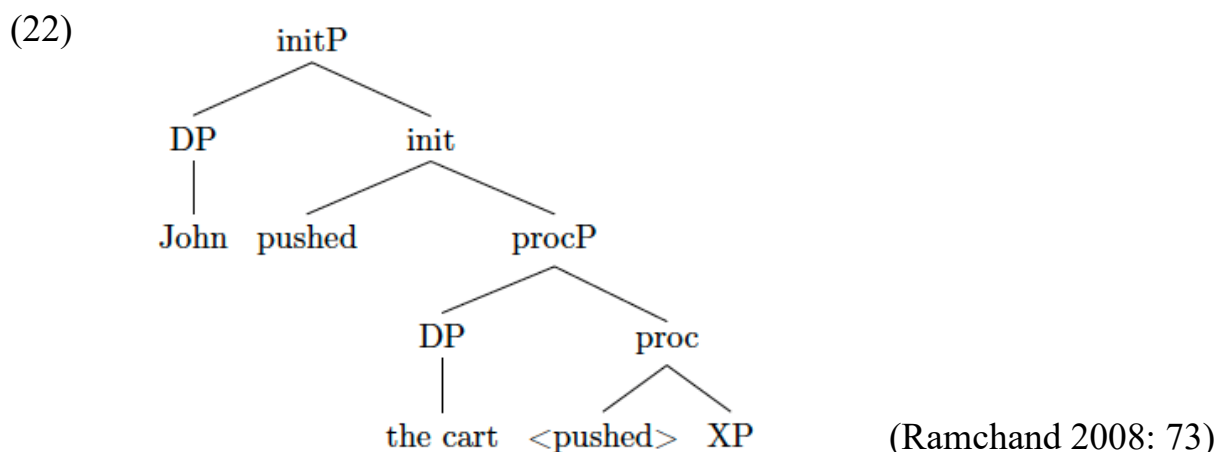 (22)
initP
DP init
John pushed procP
DP proc
the cart <pushed> XP (Ramchand 2008: 73)